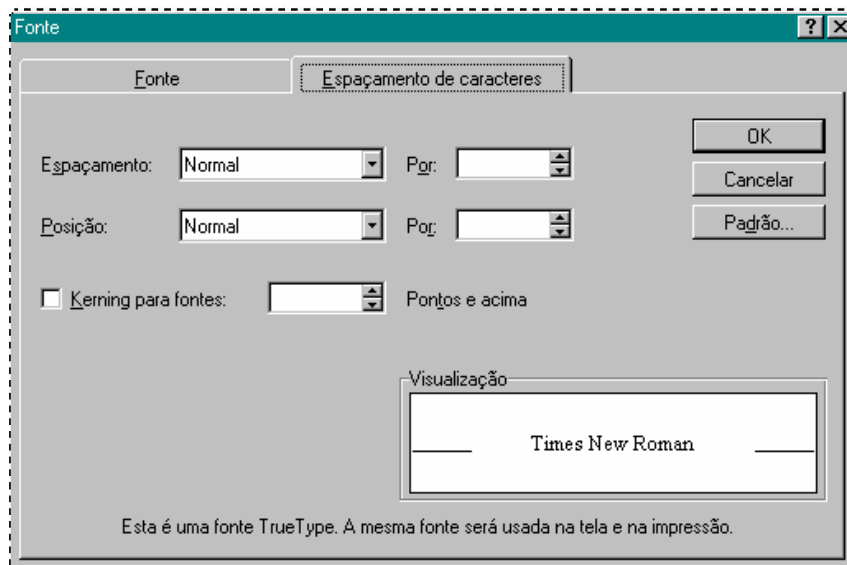 Fonte
Fonte Espaçamento de caracteres
Espaçamento: Normal Por: OK
Cancelar
Posição: Normal Por: Padrão...
Kerning para fontes: Pontos e acima
Visualização
Times New Roman
Esta é uma fonte TrueType. A mesma fonte será usada na tela e na impressão.